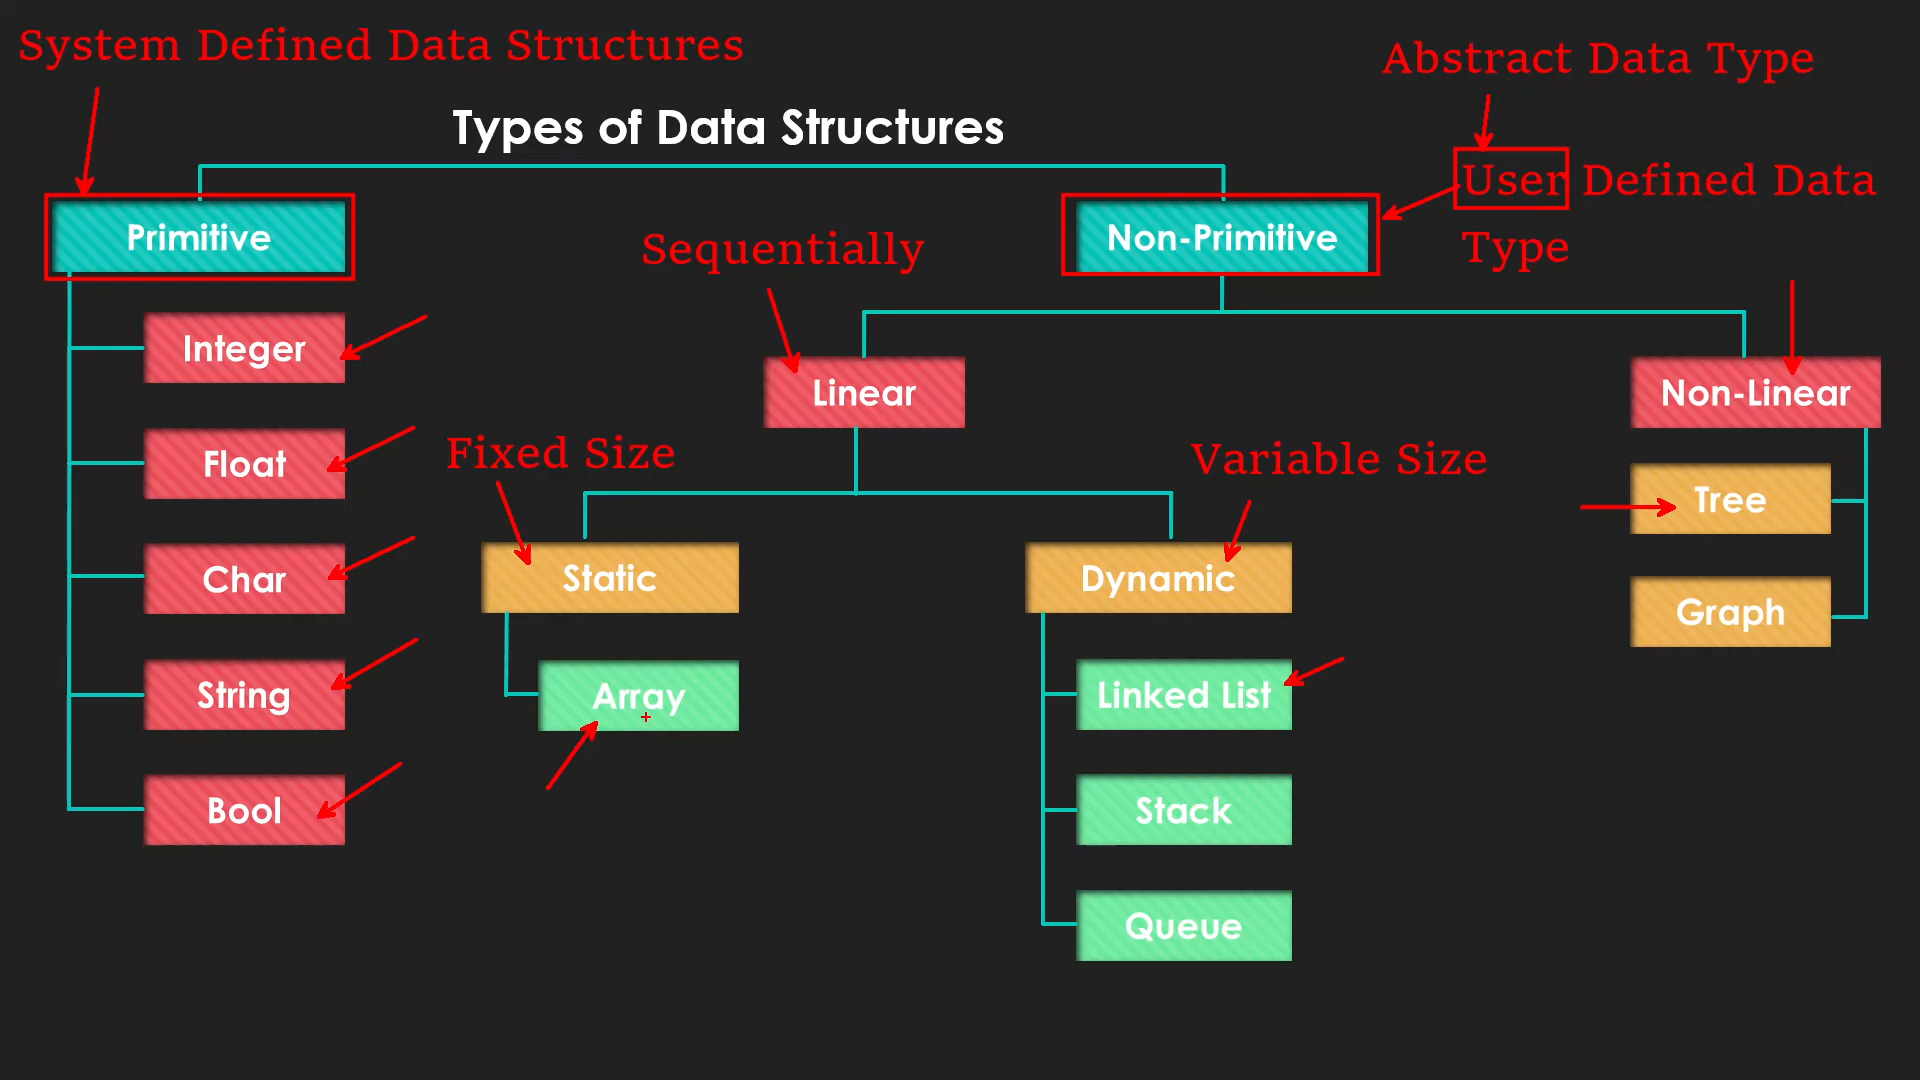 System Defined Data Structures
Abstract Data Type
Types of Data Structures
User Defined Data
Type
Primitive
Non-Primitive
Sequentially
Integer
Linear
Non-Linear
Float
Fixed Size
Variable Size
Tree
Char
Static
Dynamic
Graph
String
Array
Linked List
Bool
Stack
Queue